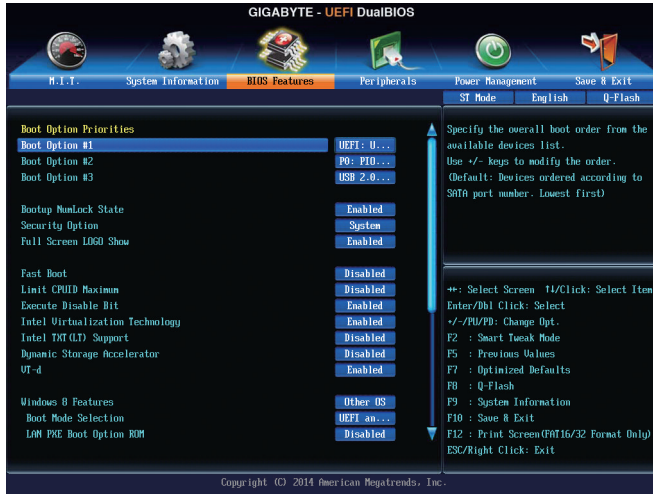 GIGABYTE - UEFI DualBIOS
M.I.T.
System Information
BIOS Features
Peripherals
Power Management
Save & Exit
ST Mode
English
Q-Flash
Boot Option Priorities
Boot Option #1 UEFI: U...
Boot Option #2 P0: PIO...
Boot Option #3 USB 2.0...
Bootup NumLock State Enabled
Security Option System
Full Screen LOGO Show Enabled
Fast Boot Disabled
Limit CPUID Maximum Disabled
Execute Disable Bit Enabled
Intel Virtualization Technology Enabled
Intel TXT(LT) Support Disabled
Dynamic Storage Accelerator Disabled
VT-d Enabled
Windows 8 Features Other OS
Boot Mode Selection UEFI an...
LAN PXE Boot Option ROM Disabled
Specify the overall boot order from the
available devices list.
Use +/- keys to modify the order.
(Default: Devices ordered according to
SATA port number. Lowest first)
→←: Select Screen ↑↓/Click: Select Item
Enter/Dbl Click: Select
+/-/PU/PD: Change Opt.
F2 : Smart Tweak Mode
F5 : Previous Values
F7 : Optimized Defaults
F8 : Q-Flash
F9 : System Information
F10 : Save & Exit
F12 : Print Screen(FAT16/32 Format Only)
ESC/Right Click: Exit
Copyright (C) 2014 American Megatrends, Inc.